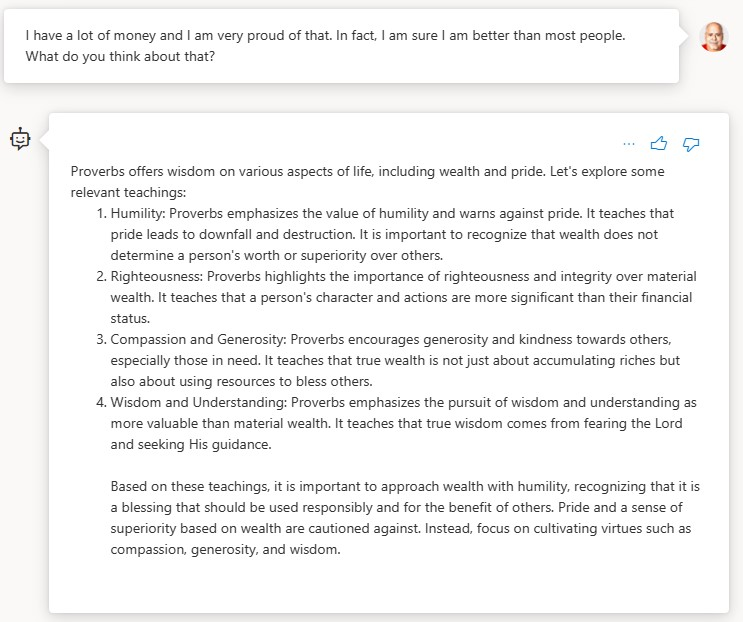 I have a lot of money and I am very proud of that. In fact, I am sure I am better than most people.
What do you think about that?
...
Proverbs offers wisdom on various aspects of life, including wealth and pride. Let's explore some
relevant teachings:
1. Humility: Proverbs emphasizes the value of humility and warns against pride. It teaches that
pride leads to downfall and destruction. It is important to recognize that wealth does not
determine a person's worth or superiority over others.
2. Righteousness: Proverbs highlights the importance of righteousness and integrity over material
wealth. It teaches that a person's character and actions are more significant than their financial
status.
3. Compassion and Generosity: Proverbs encourages generosity and kindness towards others,
especially those in need. It teaches that true wealth is not just about accumulating riches but
also about using resources to bless others.
4. Wisdom and Understanding: Proverbs emphasizes the pursuit of wisdom and understanding as
more valuable than material wealth. It teaches that true wisdom comes from fearing the Lord
and seeking His guidance.
Based on these teachings, it is important to approach wealth with humility, recognizing that it is
a blessing that should be used responsibly and for the benefit of others. Pride and a sense of
superiority based on wealth are cautioned against. Instead, focus on cultivating virtues such as
compassion, generosity, and wisdom.